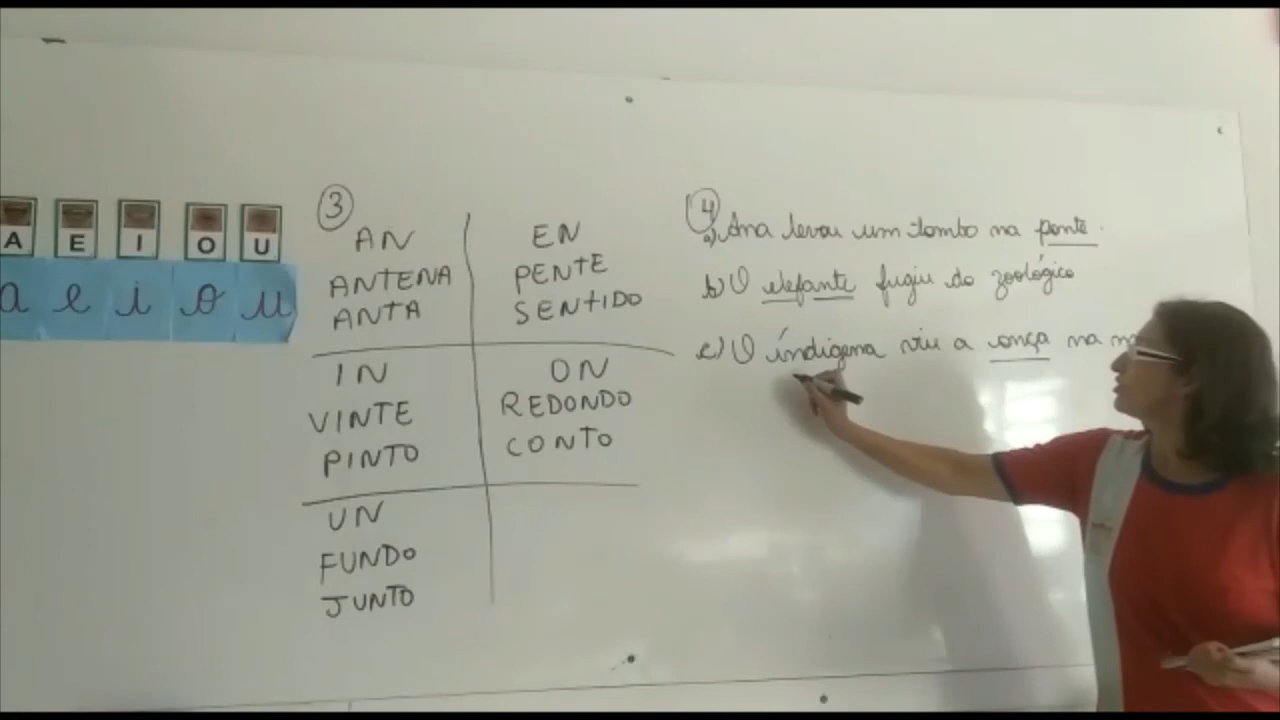 A E I O U
a e i o u
3
AN
ANTENA
ANTA
EN
PENTE
SENTIDO
IN
VINTE
PINTO
ON
REDONDO
CONTO
UN
FUNDO
JUNTO
4
a) Ana levou um tombo na ponte.
b) O elefante fugiu do zoológico
c) O índigena viu a onça na